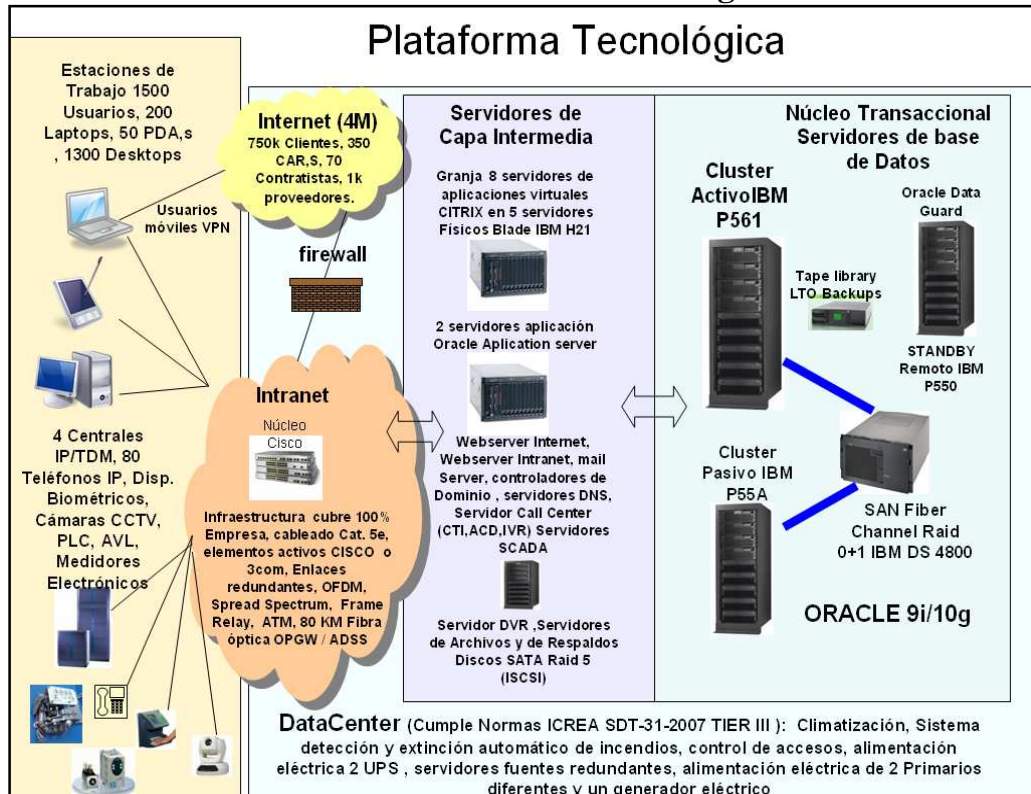 Plataforma Tecnológica
Estaciones de
Trabajo 1500
Usuarios, 200
Laptops, 50 PDA,s
, 1300 Desktops
Usuarios
móviles VPN
4 Centrales
IP/TDM, 80
Teléfonos IP, Disp.
Biométricos,
Cámaras CCTV,
PLC, AVL,
Medidores
Electrónicos
Internet (4M)
750k Clientes, 350
CAR,S, 70
Contratistas, 1k
proveedores.
firewall
Intranet
Núcleo
Cisco
Infraestructura cubre 100%
Empresa, cableado Cat. 5e,
elementos activos CISCO o
3com, Enlaces
redundantes, OFDM,
Spread Spectrum, Frame
Relay, ATM, 80 KM Fibra
óptica OPGW / ADSS
Servidores de
Capa Intermedia
Granja 8 servidores de
aplicaciones virtuales
CITRIX en 5 servidores
Físicos Blade IBM H21
2 servidores aplicación
Oracle Aplication server
Webserver Internet,
Webserver Intranet, mail
Server, controladores de
Dominio , servidores DNS,
Servidor Call Center
(CTI,ACD,IVR) Servidores
SCADA
Servidor DVR ,Servidores
de Archivos y de Respaldos
Discos SATA Raid 5
(ISCSI)
Núcleo Transaccional
Servidores de base
de Datos
Cluster
ActivoIBM
P561
Oracle Data
Guard
Tape library
LTO Backups
STANDBY
Remoto IBM
P550
Cluster
Pasivo IBM
P55A
SAN Fiber
Channel Raid
0+1 IBM DS 4800
ORACLE 9i/10g
DataCenter (Cumple Normas ICREA SDT-31-2007 TIER III ): Climatización, Sistema
detección y extinción automático de incendios, control de accesos, alimentación
eléctrica 2 UPS , servidores fuentes redundantes, alimentación eléctrica de 2 Primarios
diferentes y un generador eléctrico